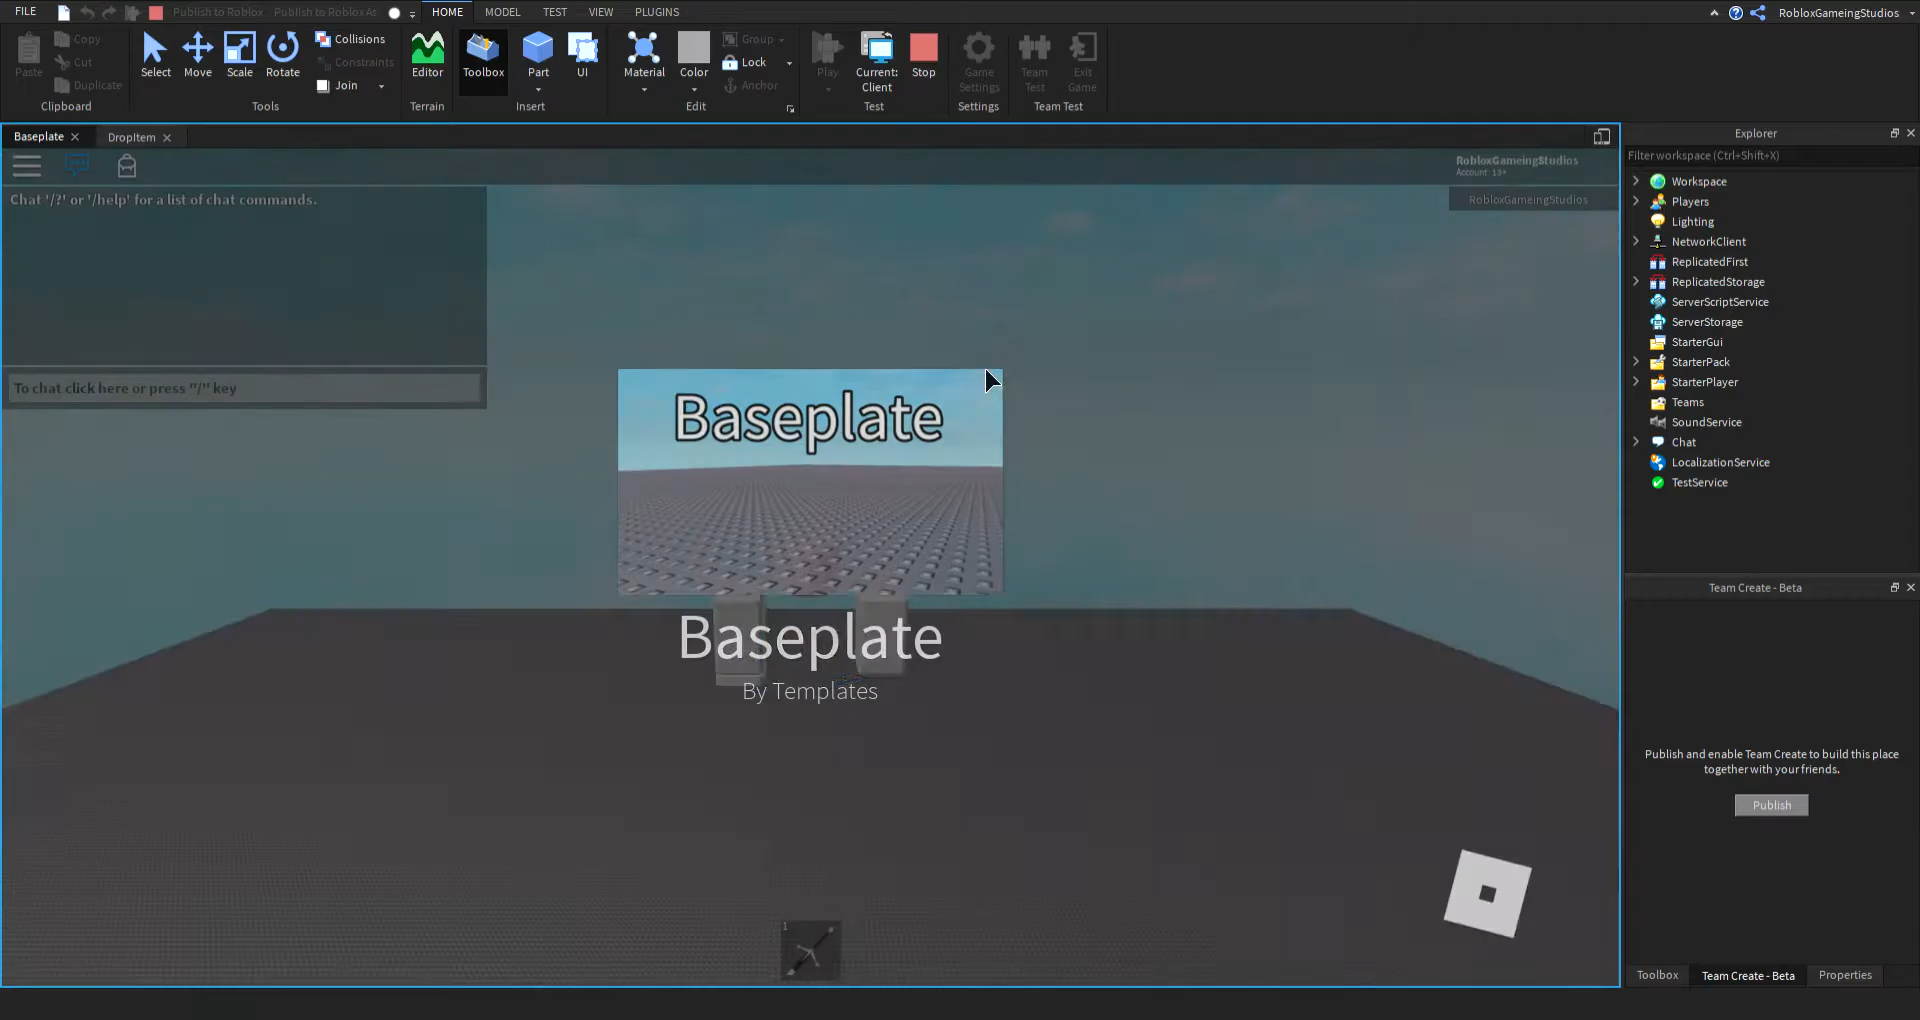 FILE
Publish to Roblox
Publish to Roblox As
HOME
MODEL
TEST
VIEW
PLUGINS
RobloxGameingStudios
Paste
Copy
Cut
Duplicate
Clipboard
Select
Move
Scale
Rotate
Collisions
Constraints
Join
Tools
Editor
Terrain
Toolbox
Part
UI
Insert
Material
Color
Group
Lock
Anchor
Edit
Play
Current:
Client
Stop
Test
Game
Settings
Settings
Team
Test
Exit
Game
Team Test
Baseplate
DropItem
RobloxGameingStudios
Account: 13+
RobloxGameingStudios
Chat '/?' or '/help' for a list of chat commands.
To chat click here or press "/" key
Baseplate
Baseplate
By Templates
1
Explorer
Filter workspace (Ctrl+Shift+X)
Workspace
Players
Lighting
NetworkClient
ReplicatedFirst
ReplicatedStorage
ServerScriptService
ServerStorage
StarterGui
StarterPack
StarterPlayer
Teams
SoundService
Chat
LocalizationService
TestService
Team Create - Beta
Publish and enable Team Create to build this place
together with your friends.
Publish
Toolbox
Team Create - Beta
Properties